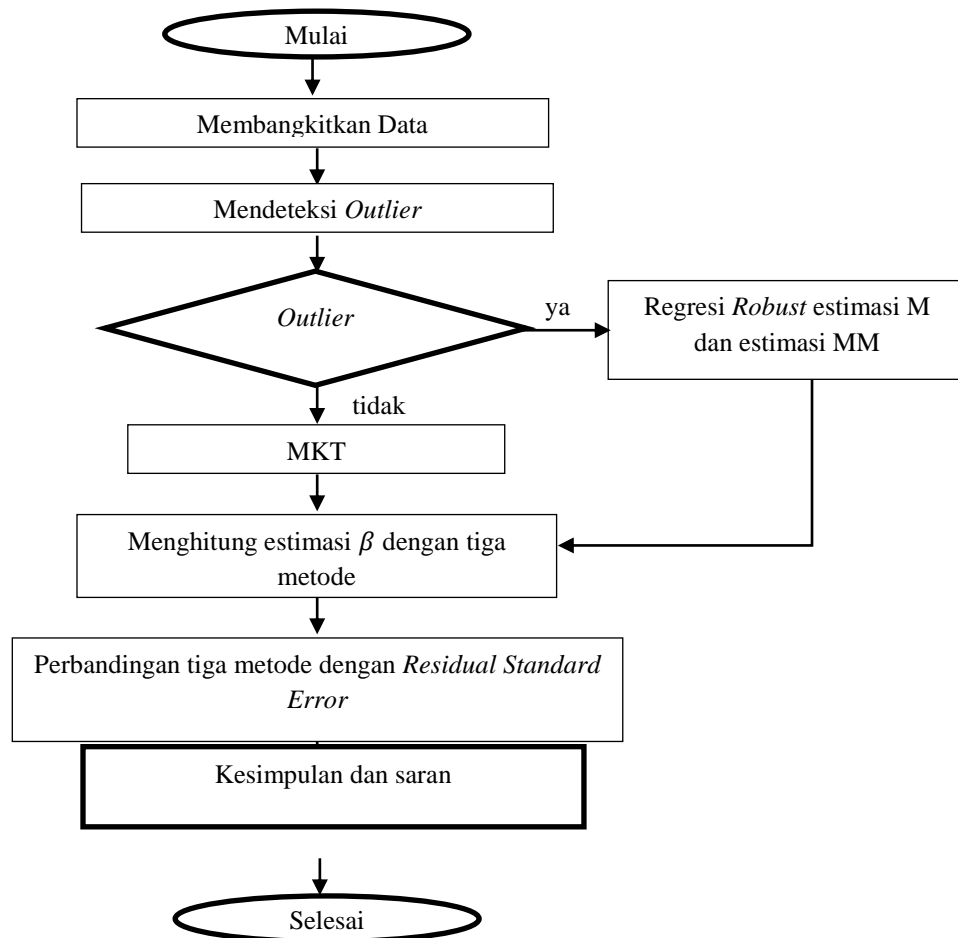 Mulai
Membangkitkan Data
Mendeteksi Outlier
Outlier
ya
Regresi Robust estimasi M
dan estimasi MM
tidak
MKT
Menghitung estimasi β dengan tiga
metode
Perbandingan tiga metode dengan Residual Standard
Error
Kesimpulan dan saran
Selesai